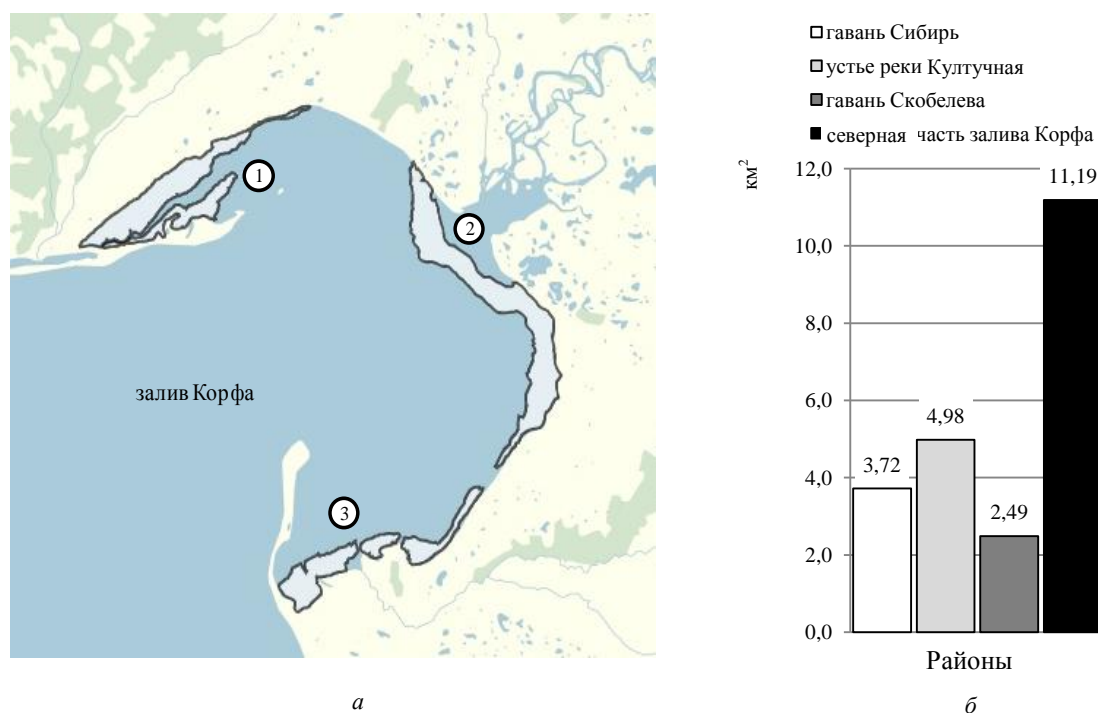 1
2
залив Корфа
3
а
гавань Сибирь
устье реки Култучная
гавань Скобелева
северная часть залива Корфа
км2
12,0
10,0
8,0
6,0
4,0
2,0
0,0
11,19
4,98
3,72
2,49
Районы
б